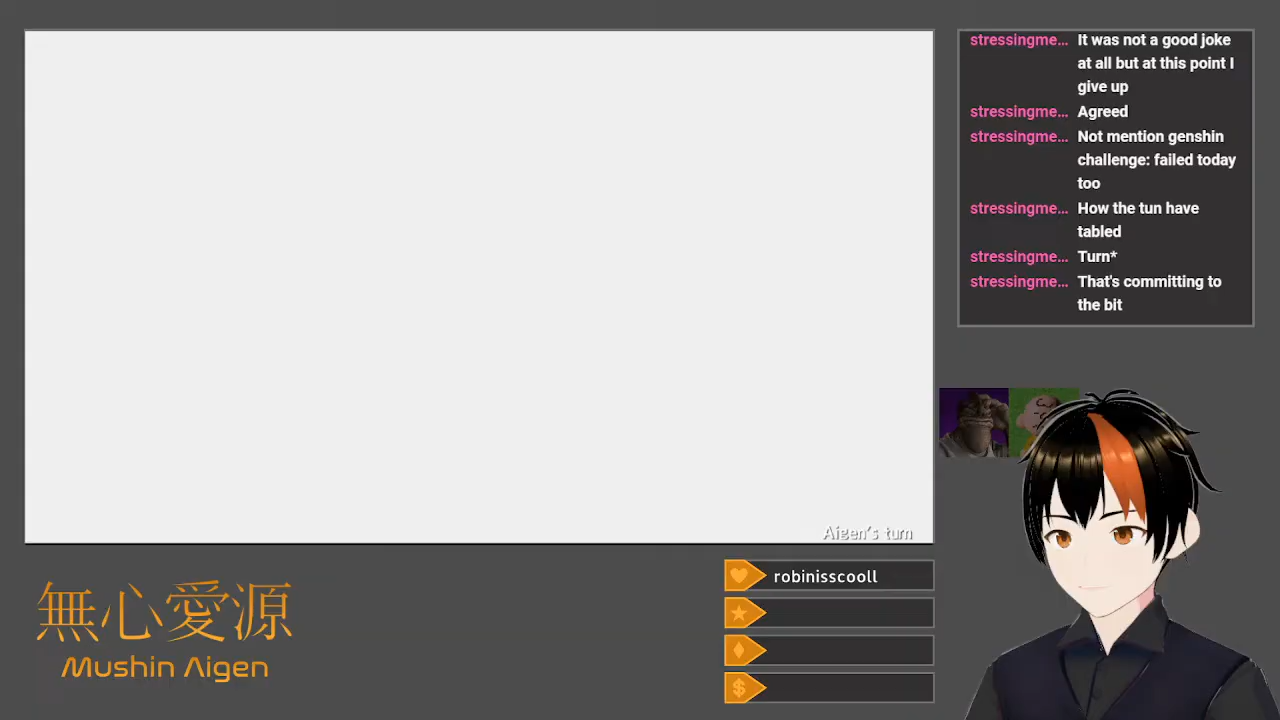 stressingme... It was not a good joke
at all but at this point I
give up
stressingme... Agreed
stressingme... Not mention genshin
challenge: failed today
too
stressingme... How the tun have
tabled
stressingme... Turn*
stressingme... That's committing to
the bit
Aigen's turn
robinisscooll
無心愛源
Mushin Aigen